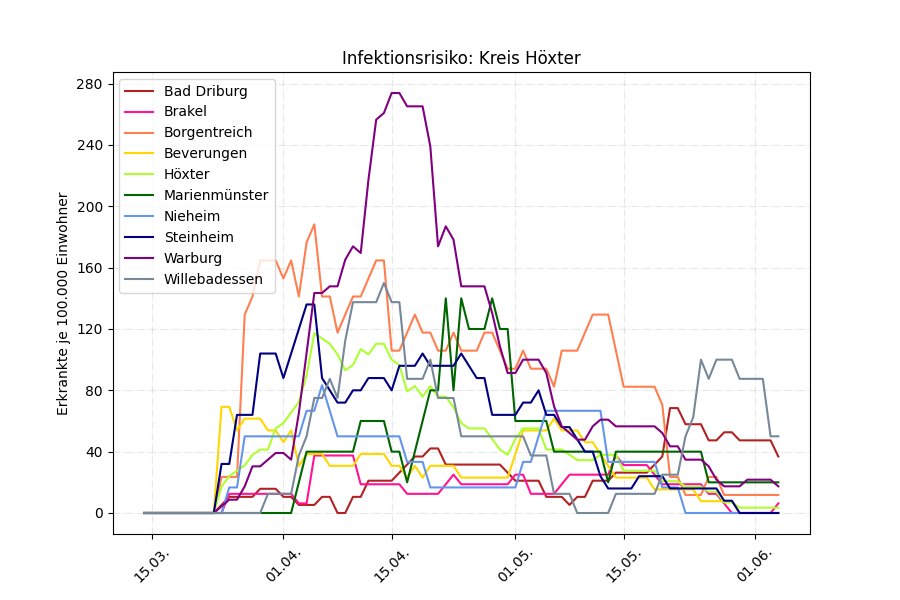 Infektionsrisiko: Kreis Höxter
Erkrankte je 100.000 Einwohner
280
240
200
160
120
80
40
0
Bad Driburg
Brakel
Borgentreich
Beverungen
Höxter
Marienmünster
Nieheim
Steinheim
Warburg
Willebadessen
15.03.
01.04.
15.04.
01.05.
15.05.
01.06.